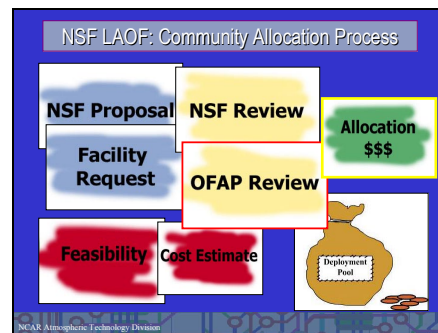 NSF LAOF: Community Allocation Process
NSF Proposal
NSF Review
Allocation
$$$
Facility
Request
OFAP Review
Feasibility
Cost Estimate
Deployment
Pool
NCAR Atmospheric Technology Division